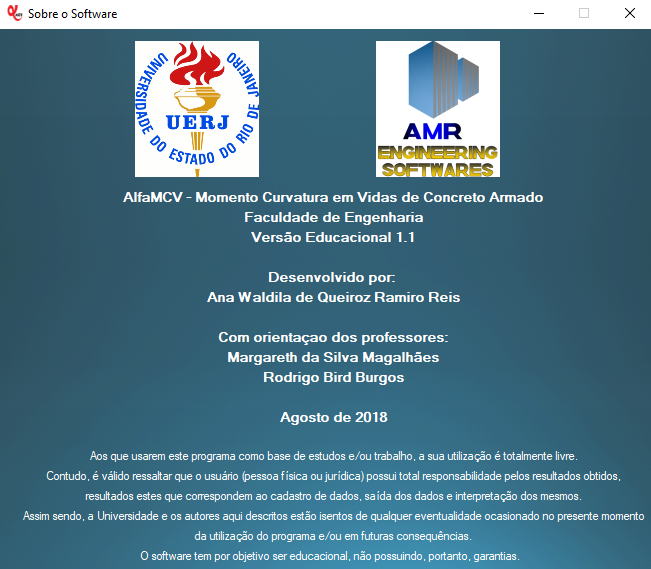 Sobre o Software
UNIVERSIDADE DO ESTADO DO RIO DE JANEIRO
UERJ
AMR
ENGINEERING
SOFTWARES
AlfaMCV - Momento Curvatura em Vidas de Concreto Armado
Faculdade de Engenharia
Versão Educacional 1.1
Desenvolvido por:
Ana Waldila de Queiroz Ramiro Reis
Com orientaçao dos professores:
Margareth da Silva Magalhães
Rodrigo Bird Burgos
Agosto de 2018
Aos que usarem este programa como base de estudos e/ou trabalho, a sua utilização é totalmente livre.
Contudo, é válido ressaltar que o usuário (pessoa física ou jurídica) possui total responsabilidade pelos resultados obtidos,
resultados estes que correspondem ao cadastro de dados, saída dos dados e interpretação dos mesmos.
Assim sendo, a Universidade e os autores aqui descritos estão isentos de qualquer eventualidade ocasionado no presente momento
da utilização do programa e/ou em futuras consequências.
O software tem por objetivo ser educacional, não possuindo, portanto, garantias.